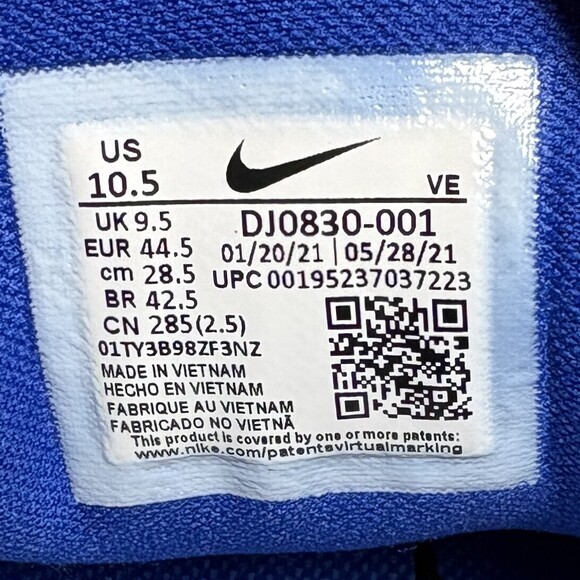 US
10.5 VE
UK 9.5 DJ0830-001
EUR 44.5 01/20/21 | 05/28/21
cm 28.5 UPC 00195237037223
BR 42.5
CN 285(2.5)
01TY3B98ZF3NZ
MADE IN VIETNAM
HECHO EN VIETNAM
FABRIQUE AU VIETNAM
FABRICADO NO VIETNÃ
This product is covered by one or more patents:
www.nike.com/patentsvirtualmarking